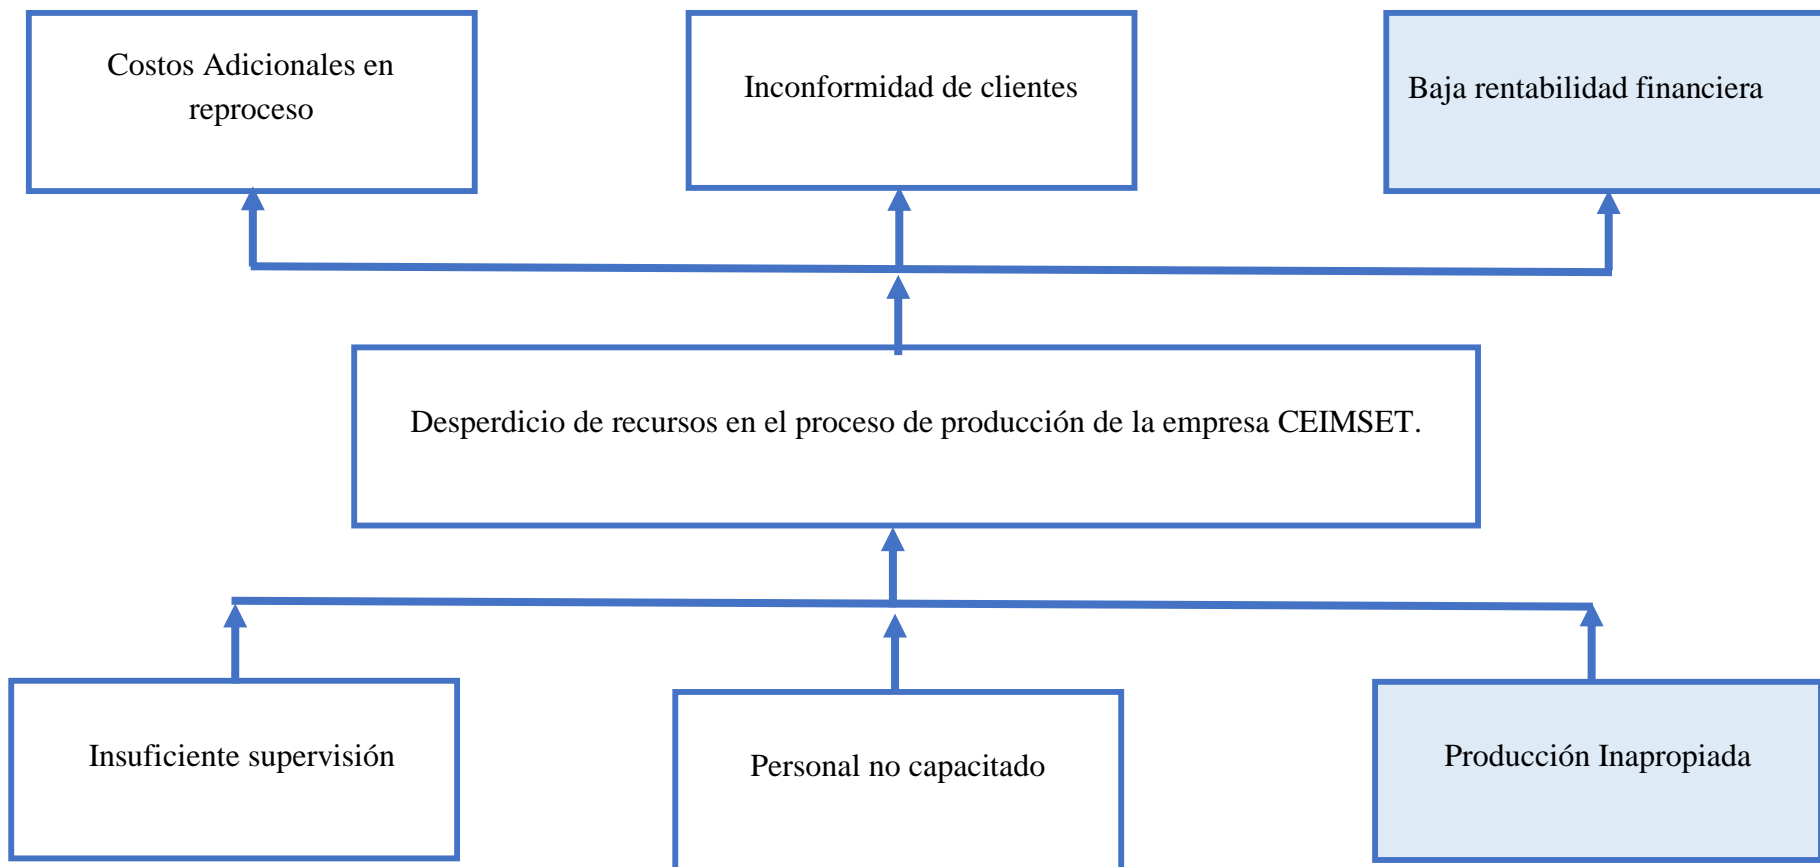 Costos Adicionales en
reproceso
Inconformidad de clientes
Baja rentabilidad financiera
Desperdicio de recursos en el proceso de producción de la empresa CEIMSET.
Insuficiente supervisión
Personal no capacitado
Producción Inapropiada